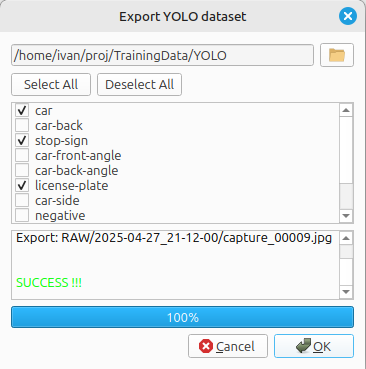 Export YOLO dataset
/home/ivan/proj/TrainingData/YOLO
Select All
Deselect All
car
car-back
stop-sign
car-front-angle
car-back-angle
license-plate
car-side
negative
Export: RAW/2025-04-27_21-12-00/capture_00009.jpg
SUCCESS !!!
100%
Cancel
OK